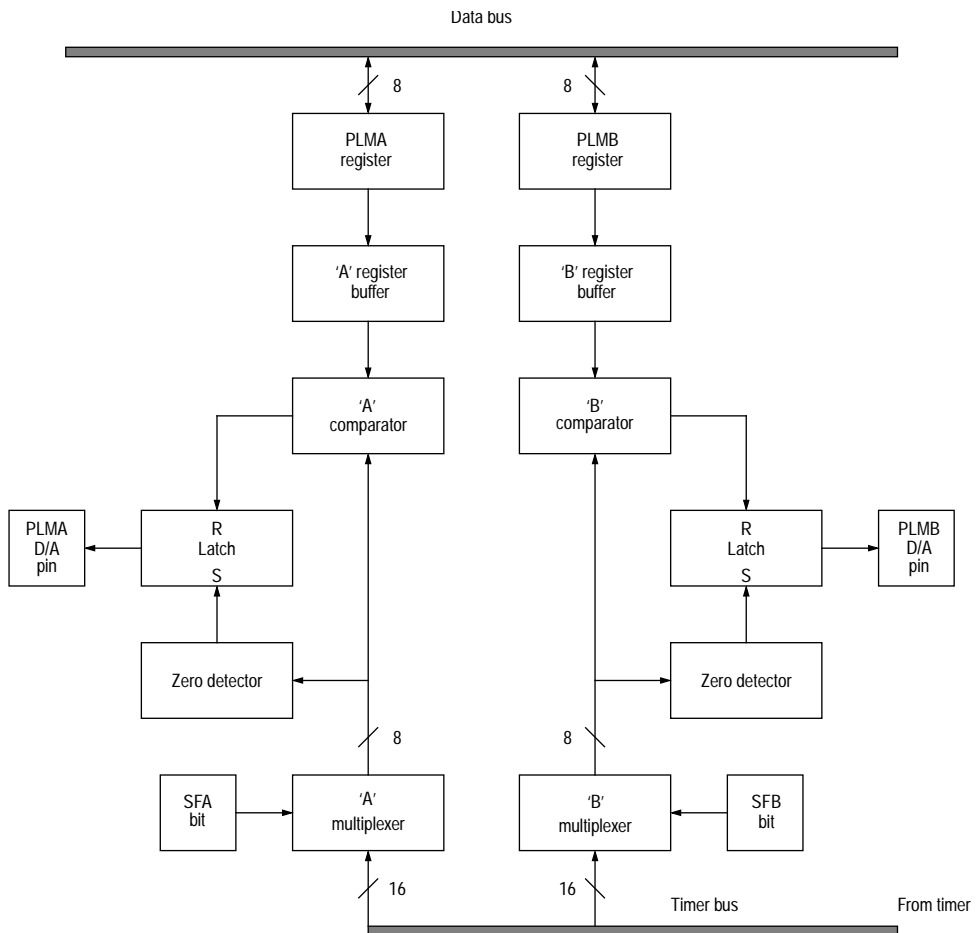 Data bus
8
8
PLMA
register
PLMB
register
‘A’ register
buffer
‘B’ register
buffer
‘A’
comparator
‘B’
comparator
PLMA
D/A
pin
R
Latch
S
R
Latch
S
PLMB
D/A
pin
Zero detector
Zero detector
8
8
SFA
bit
‘A’
multiplexer
‘B’
multiplexer
SFB
bit
16
16
Timer bus
From timer